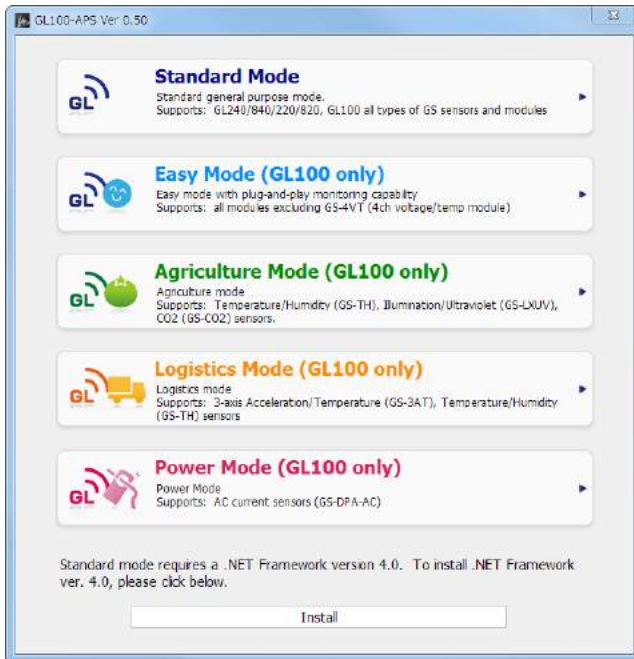 GL100-APS Ver 0.50
Standard Mode
Standard general purpose mode.
Supports: GL240/840/220/820, GL100 all types of GS sensors and modules
GL
Easy Mode (GL100 only)
Easy mode with plug-and-play monitoring capability
Supports: all modules excluding GS-4VT (4ch voltage/temp module)
GL
Agriculture Mode (GL100 only)
Agriculture mode
Supports: Temperature/Humidity (GS-TH), Illumination/Ultraviolet (GS-LXUV),
CO2 (GS-CO2) sensors.
GL
Logistics Mode (GL100 only)
Logistics mode
Supports: 3-axis Acceleration/Temperature (GS-3AT), Temperature/Humidity
(GS-TH) sensors
GL
Power Mode (GL100 only)
Power Mode
Supports: AC current sensors (GS-DPA-AC)
GL
Standard mode requires a .NET Framework version 4.0. To install .NET Framework
ver. 4.0, please click below.
Install